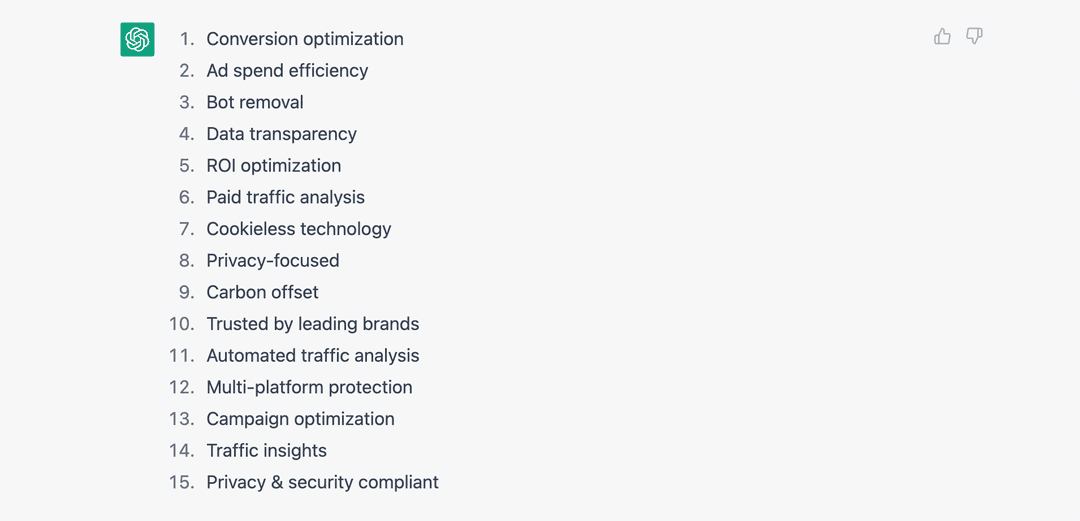 1. Conversion optimization
2. Ad spend efficiency
3. Bot removal
4. Data transparency
5. ROI optimization
6. Paid traffic analysis
7. Cookieless technology
8. Privacy-focused
9. Carbon offset
10. Trusted by leading brands
11. Automated traffic analysis
12. Multi-platform protection
13. Campaign optimization
14. Traffic insights
15. Privacy & security compliant